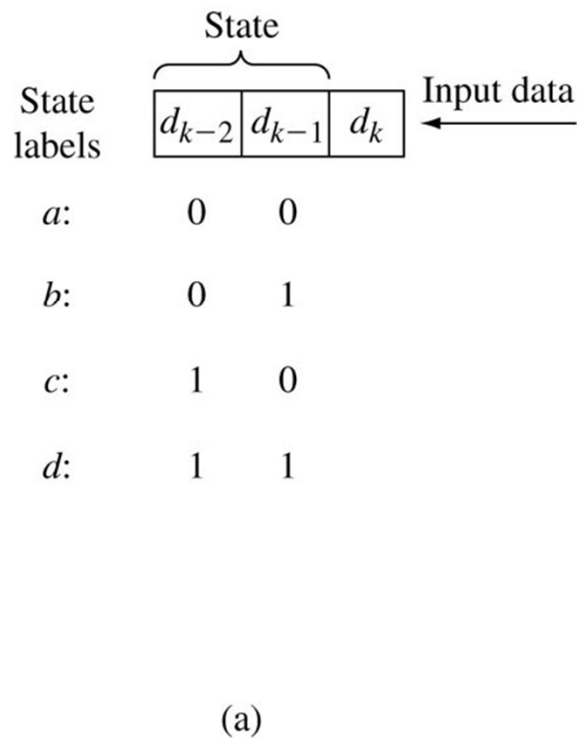 State
State labels
d_{k−2} d_{k−1} d_k
Input data
a: 0 0
b: 0 1
c: 1 0
d: 1 1
(a)